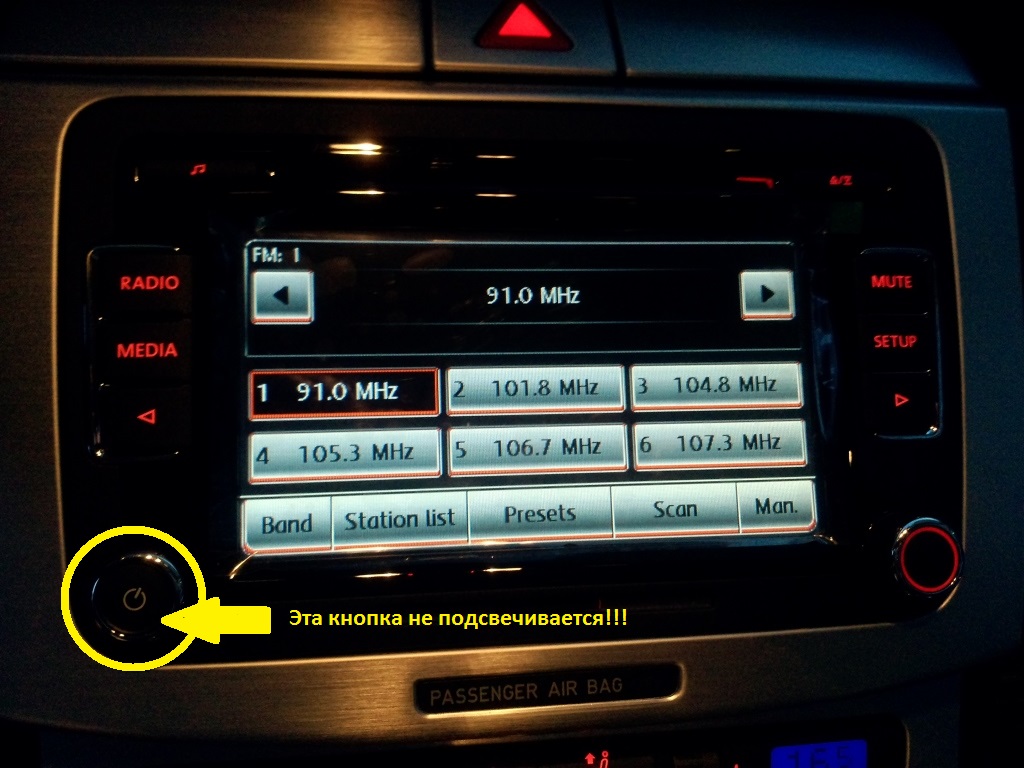 A/Z
FM: 1
91.0 MHz
RADIO
MEDIA
MUTE
SETUP
1 91.0 MHz
2 101.8 MHz
3 104.8 MHz
4 105.3 MHz
5 106.7 MHz
6 107.3 MHz
Band
Station list
Presets
Scan
Man.
Эта кнопка не подсвечивается!!!
PASSENGER AIR BAG